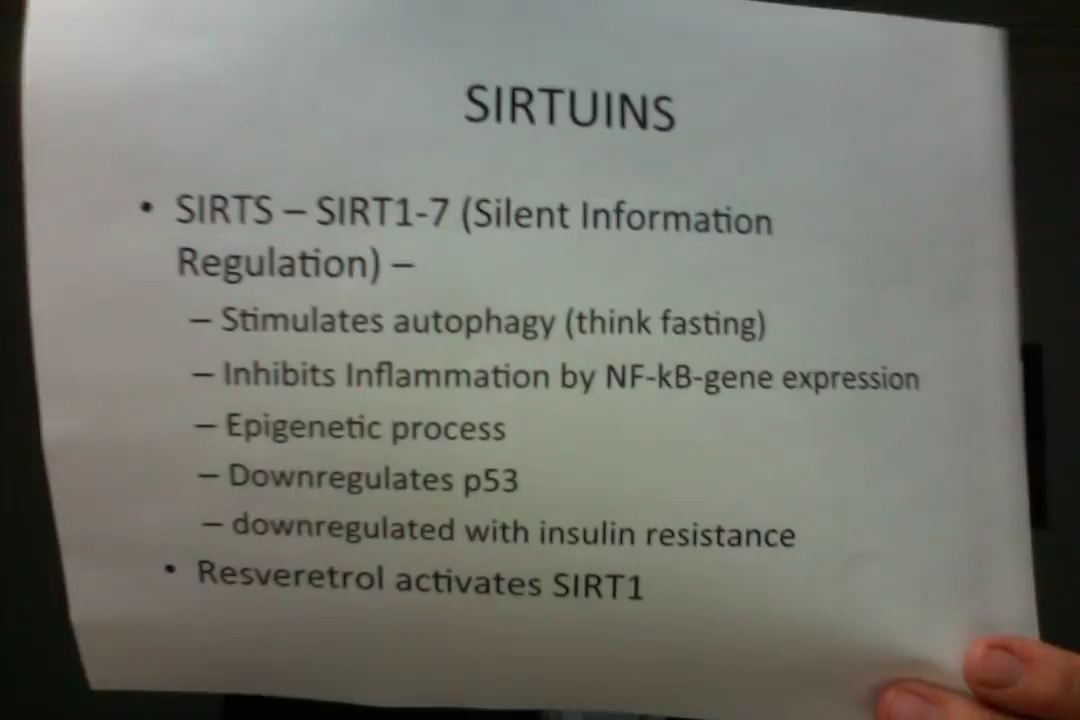 SIRTUINS
• SIRTS – SIRT1-7 (Silent Information
Regulation) –
– Stimulates autophagy (think fasting)
– Inhibits Inflammation by NF-kB-gene expression
– Epigenetic process
– Downregulates p53
– downregulated with insulin resistance
• Resveretrol activates SIRT1